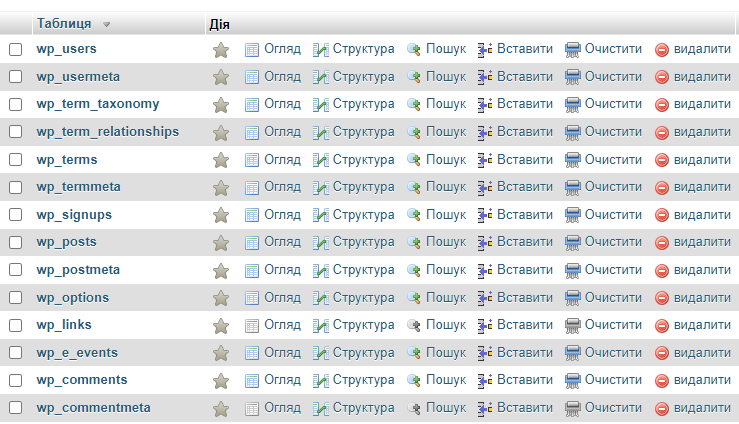 Таблиця Дія
wp_users Огляд Структура Пошук Вставити Очистити видалити
wp_usermeta Огляд Структура Пошук Вставити Очистити видалити
wp_term_taxonomy Огляд Структура Пошук Вставити Очистити видалити
wp_term_relationships Огляд Структура Пошук Вставити Очистити видалити
wp_terms Огляд Структура Пошук Вставити Очистити видалити
wp_termmeta Огляд Структура Пошук Вставити Очистити видалити
wp_signups Огляд Структура Пошук Вставити Очистити видалити
wp_posts Огляд Структура Пошук Вставити Очистити видалити
wp_postmeta Огляд Структура Пошук Вставити Очистити видалити
wp_options Огляд Структура Пошук Вставити Очистити видалити
wp_links Огляд Структура Пошук Вставити Очистити видалити
wp_e_events Огляд Структура Пошук Вставити Очистити видалити
wp_comments Огляд Структура Пошук Вставити Очистити видалити
wp_commentmeta Огляд Структура Пошук Вставити Очистити видалити